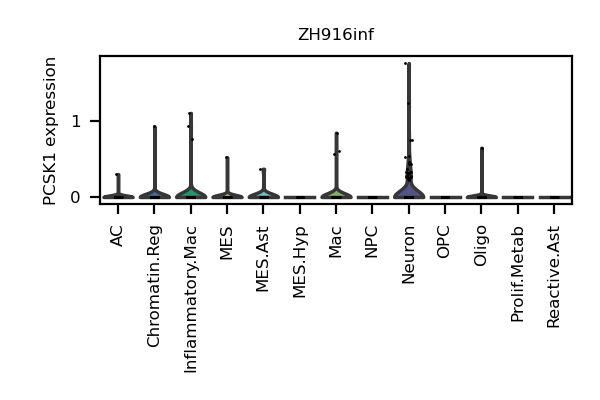 ZH916inf
PCSK1 expression
1
0
AC
Chromatin.Reg
Inflammatory.Mac
MES
MES.Ast
MES.Hyp
Mac
NPC
Neuron
OPC
Oligo
Prolif.Metab
Reactive.Ast